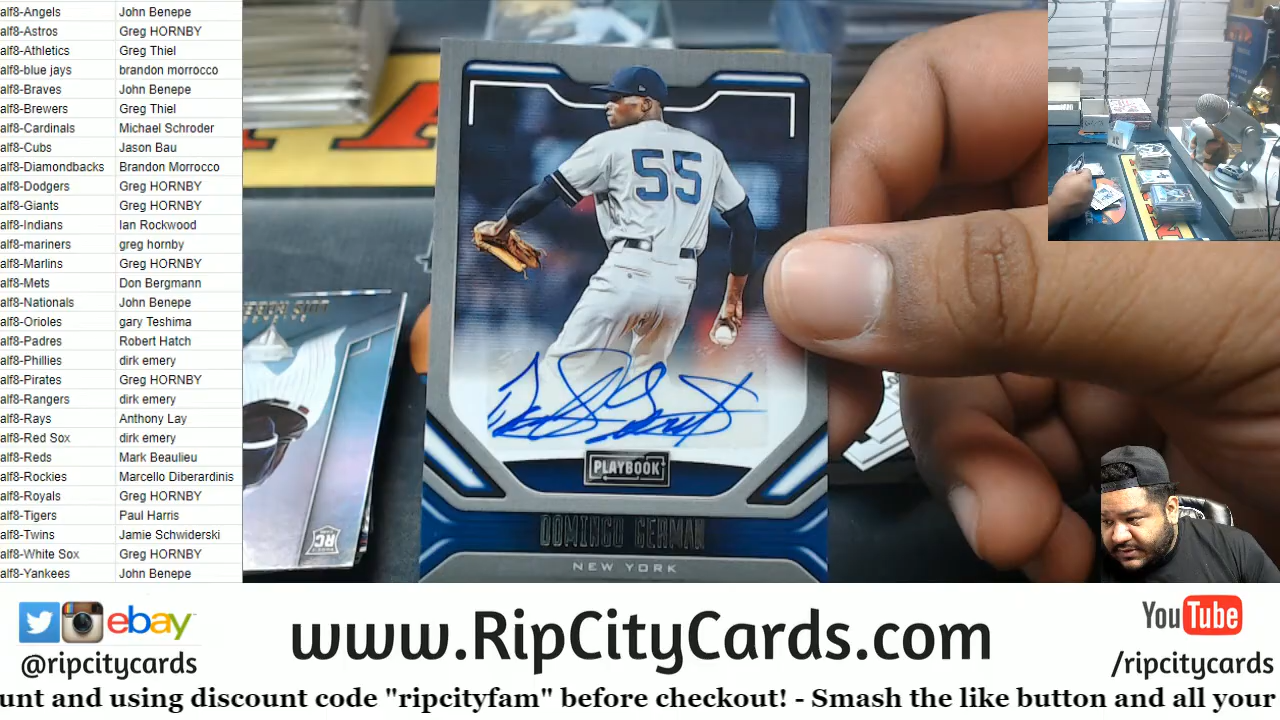 alf8-Angels John Benepe
alf8-Astros Greg HORNBY
alf8-Athletics Greg Thiel
alf8-blue jays brandon morrocco
alf8-Braves John Benepe
alf8-Brewers Greg Thiel
alf8-Cardinals Michael Schroder
alf8-Cubs Jason Bau
alf8-Diamondbacks Brandon Morrocco
alf8-Dodgers Greg HORNBY
alf8-Giants Greg HORNBY
alf8-Indians Ian Rockwood
alf8-mariners greg hornby
alf8-Marlins Greg HORNBY
alf8-Mets Don Bergmann
alf8-Nationals John Benepe
alf8-Orioles gary Teshima
alf8-Padres Robert Hatch
alf8-Phillies dirk emery
alf8-Pirates Greg HORNBY
alf8-Rangers dirk emery
alf8-Rays Anthony Lay
alf8-Red Sox dirk emery
alf8-Reds Mark Beaulieu
alf8-Rockies Marcello Diberardinis
alf8-Royals Greg HORNBY
alf8-Tigers Paul Harris
alf8-Twins Jamie Schwiderski
alf8-White Sox Greg HORNBY
alf8-Yankees John Benepe
55
PLAYBOOK
DOMINGO GERMAN
NEW YORK
RC
ebay
@ripcitycards
www.RipCityCards.com
YouTube
/ripcitycards
unt and using discount code "ripcityfam" before checkout! - Smash the like button and all your